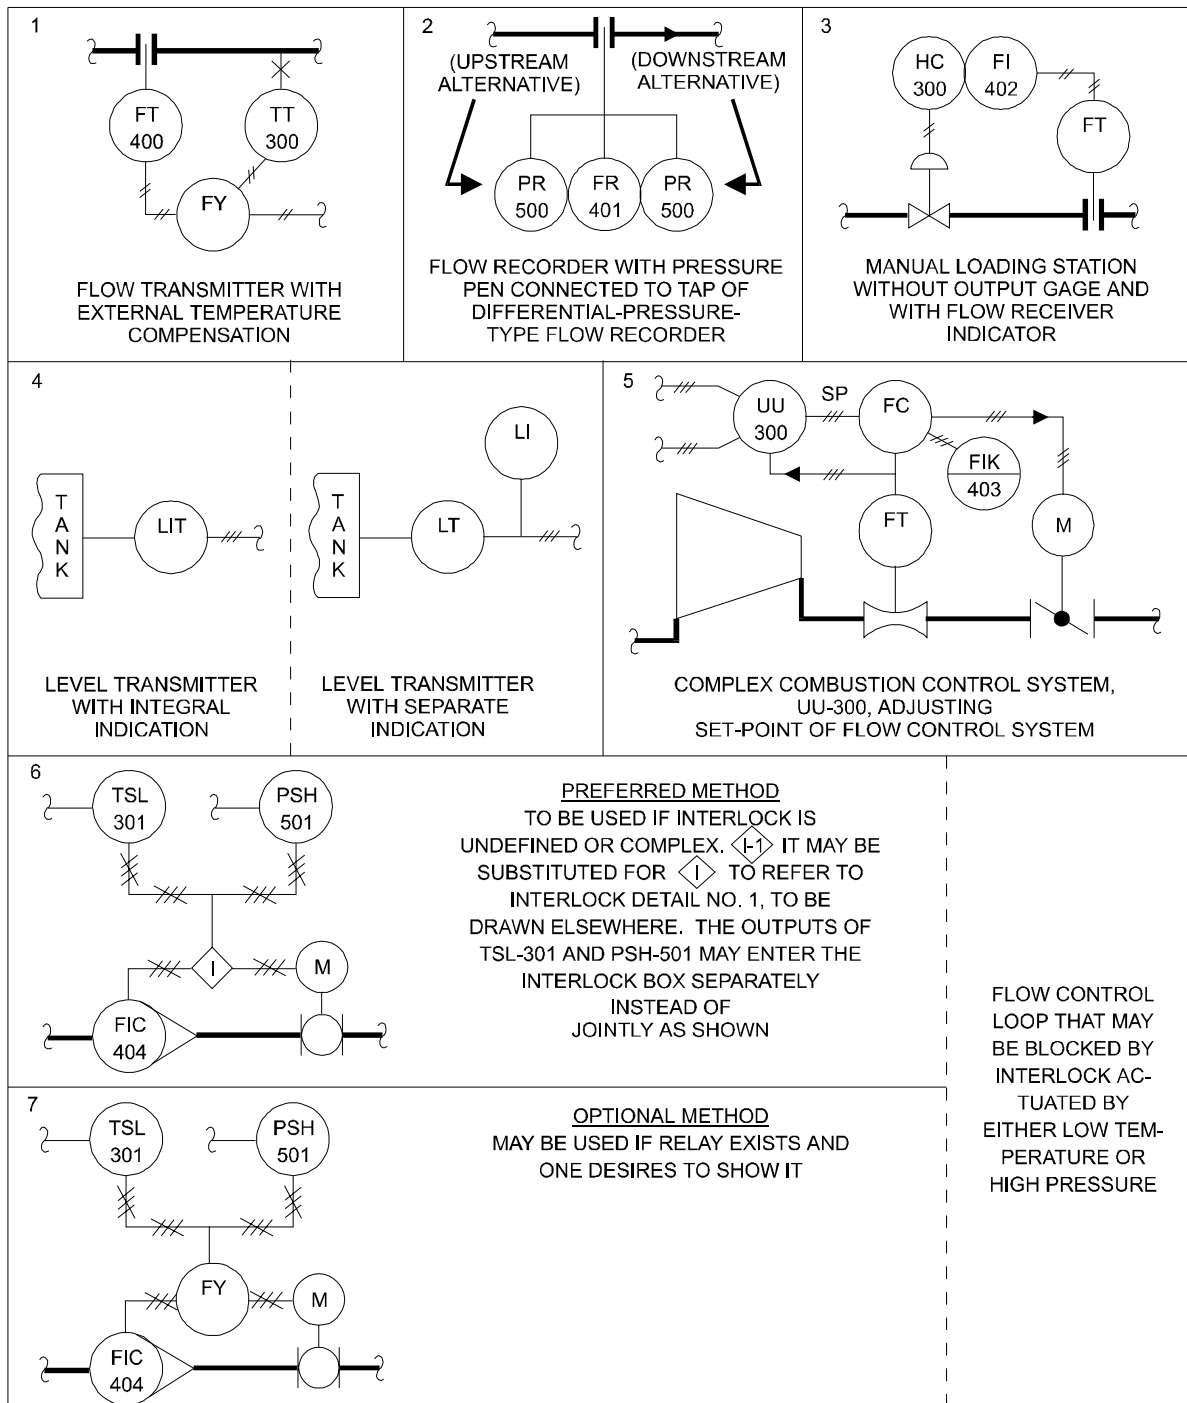 1
FT
400
TT
300
FY
FLOW TRANSMITTER WITH
EXTERNAL TEMPERATURE
COMPENSATION
2
(UPSTREAM
ALTERNATIVE)
(DOWNSTREAM
ALTERNATIVE)
PR
500
FR
401
PR
500
FLOW RECORDER WITH PRESSURE
PEN CONNECTED TO TAP OF
DIFFERENTIAL-PRESSURE-
TYPE FLOW RECORDER
3
HC
300
FI
402
FT
MANUAL LOADING STATION
WITHOUT OUTPUT GAGE AND
WITH FLOW RECEIVER
INDICATOR
4
TANK
LIT
LEVEL TRANSMITTER
WITH INTEGRAL
INDICATION
TANK
LT
LI
LEVEL TRANSMITTER
WITH SEPARATE
INDICATION
5
UU
300
SP
FC
FIK
403
FT
M
COMPLEX COMBUSTION CONTROL SYSTEM,
UU-300, ADJUSTING
SET-POINT OF FLOW CONTROL SYSTEM
6
TSL
301
PSH
501
I
M
FIC
404
PREFERRED METHOD
TO BE USED IF INTERLOCK IS
UNDEFINED OR COMPLEX. I-1 IT MAY BE
SUBSTITUTED FOR I TO REFER TO
INTERLOCK DETAIL NO. 1, TO BE
DRAWN ELSEWHERE. THE OUTPUTS OF
TSL-301 AND PSH-501 MAY ENTER THE
INTERLOCK BOX SEPARATELY
INSTEAD OF
JOINTLY AS SHOWN
7
TSL
301
PSH
501
FY
M
FIC
404
OPTIONAL METHOD
MAY BE USED IF RELAY EXISTS AND
ONE DESIRES TO SHOW IT
FLOW CONTROL
LOOP THAT MAY
BE BLOCKED BY
INTERLOCK AC-
TUATED BY
EITHER LOW TEM-
PERATURE OR
HIGH PRESSURE